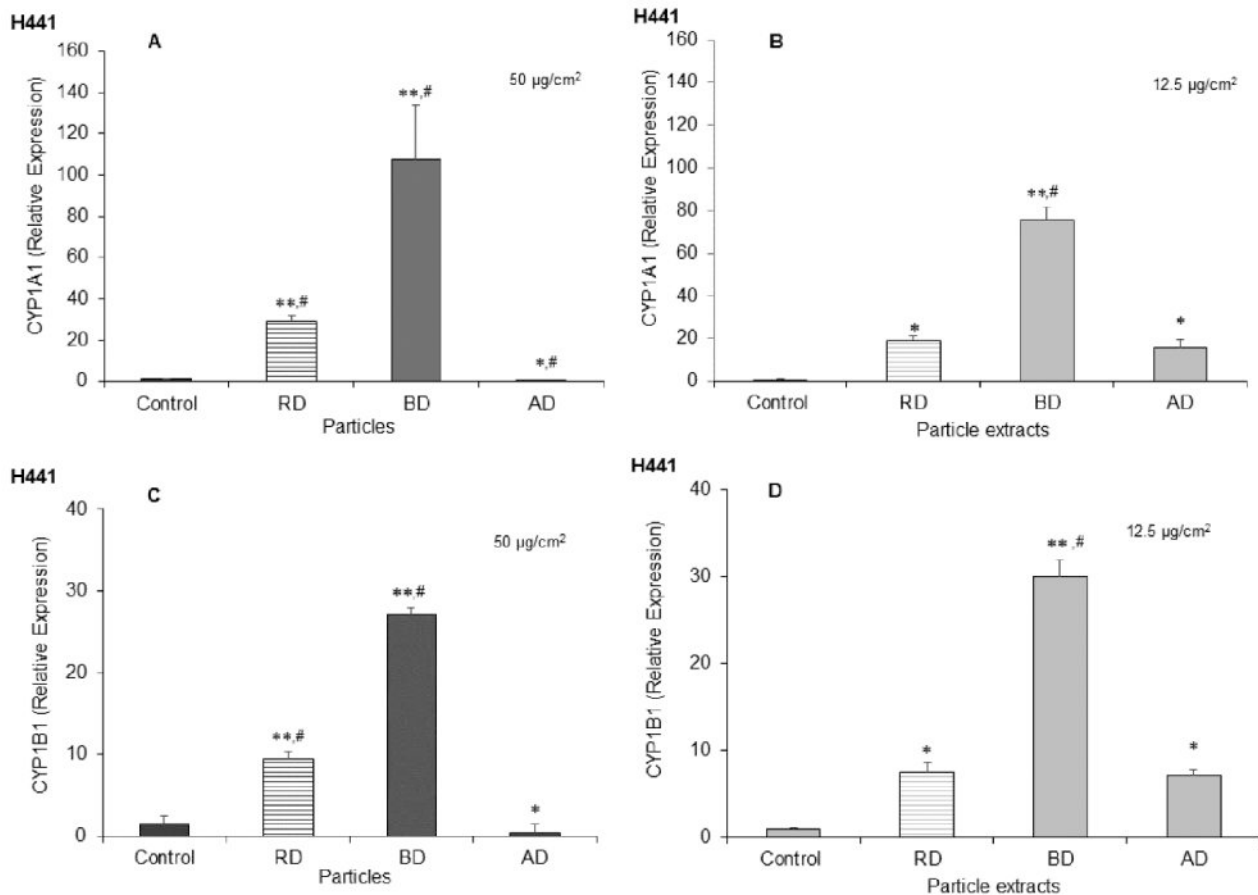 H441
A
CYP1A1 (Relative Expression)
160
140
120
100
80
60
40
20
0
50 µg/cm²
**,#
**,#
*,#
Control RD BD AD
Particles
H441
B
CYP1A1 (Relative Expression)
160
140
120
100
80
60
40
20
0
12.5 µg/cm²
*
**,#
*
Control RD BD AD
Particle extracts
H441
C
CYP1B1 (Relative Expression)
40
30
20
10
0
50 µg/cm²
**,#
**,#
*
Control RD BD AD
Particles
H441
D
CYP1B1 (Relative Expression)
40
30
20
10
0
12.5 µg/cm²
*
**,#
*
Control RD BD AD
Particle extracts